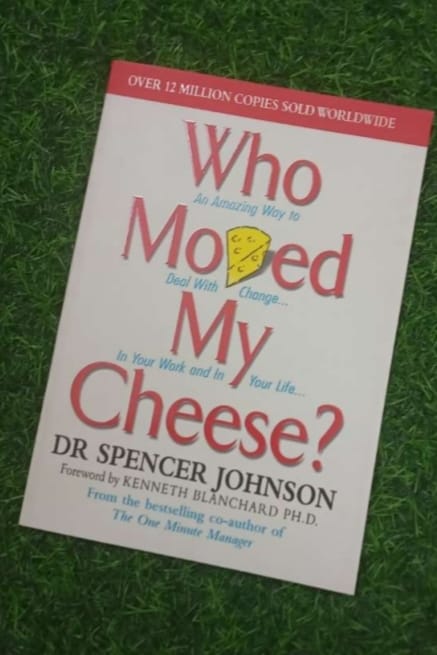 OVER 12 MILLION COPIES SOLD WORLDWIDE
Who
An Amazing Way to
Moved
Deal With Change...
My
In Your Work and In Your Life...
Cheese?
DR SPENCER JOHNSON
Foreword by KENNETH BLANCHARD PH.D.
From the bestselling co-author of
The One Minute Manager